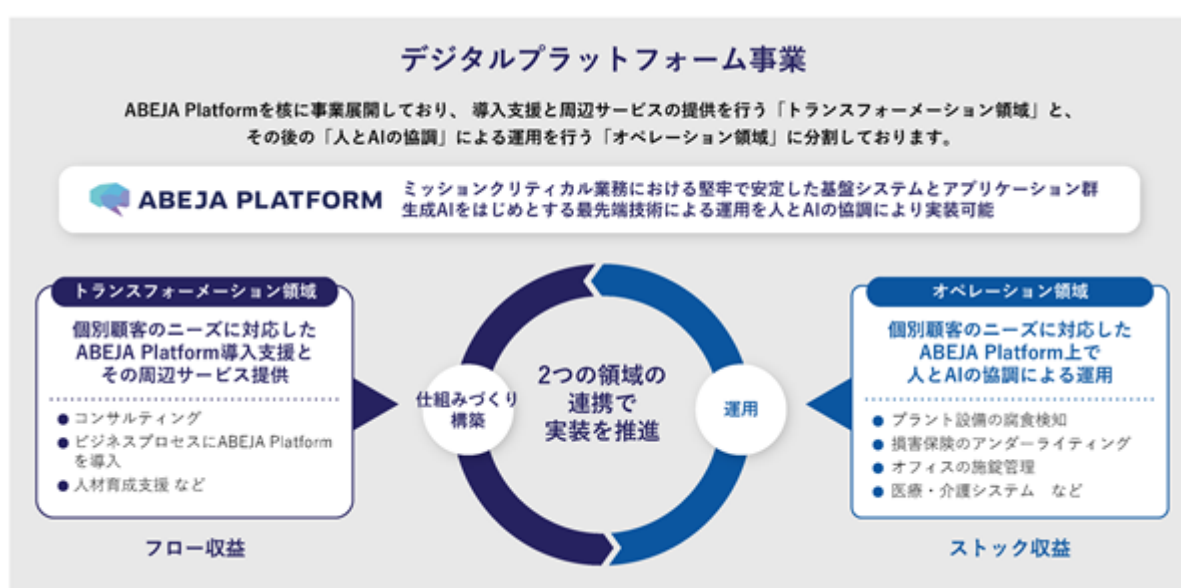 デジタルプラットフォーム事業
ABEJA Platformを核に事業展開しており、 導入支援と周辺サービスの提供を行う「トランスフォーメーション領域」と、
その後の「人とAIの協調」による運用を行う「オペレーション領域」に分割しております。
ABEJA PLATFORM
ミッションクリティカル業務における堅牢で安定した基盤システムとアプリケーション群
生成AIをはじめとする最先端技術による運用を人とAIの協調により実装可能
トランスフォーメーション領域
個別顧客のニーズに対応した
ABEJA Platform導入支援と
その周辺サービス提供
● コンサルティング
● ビジネスプロセスにABEJA Platform
を導入
● 人材育成支援 など
フロー収益
仕組みづくり
構築
2つの領域の
連携で
実装を推進
運用
オペレーション領域
個別顧客のニーズに対応した
ABEJA Platform上で
人とAIの協調による運用
● プラント設備の腐食検知
● 損害保険のアンダーライティング
● オフィスの施錠管理
● 医療・介護システム　など
ストック収益